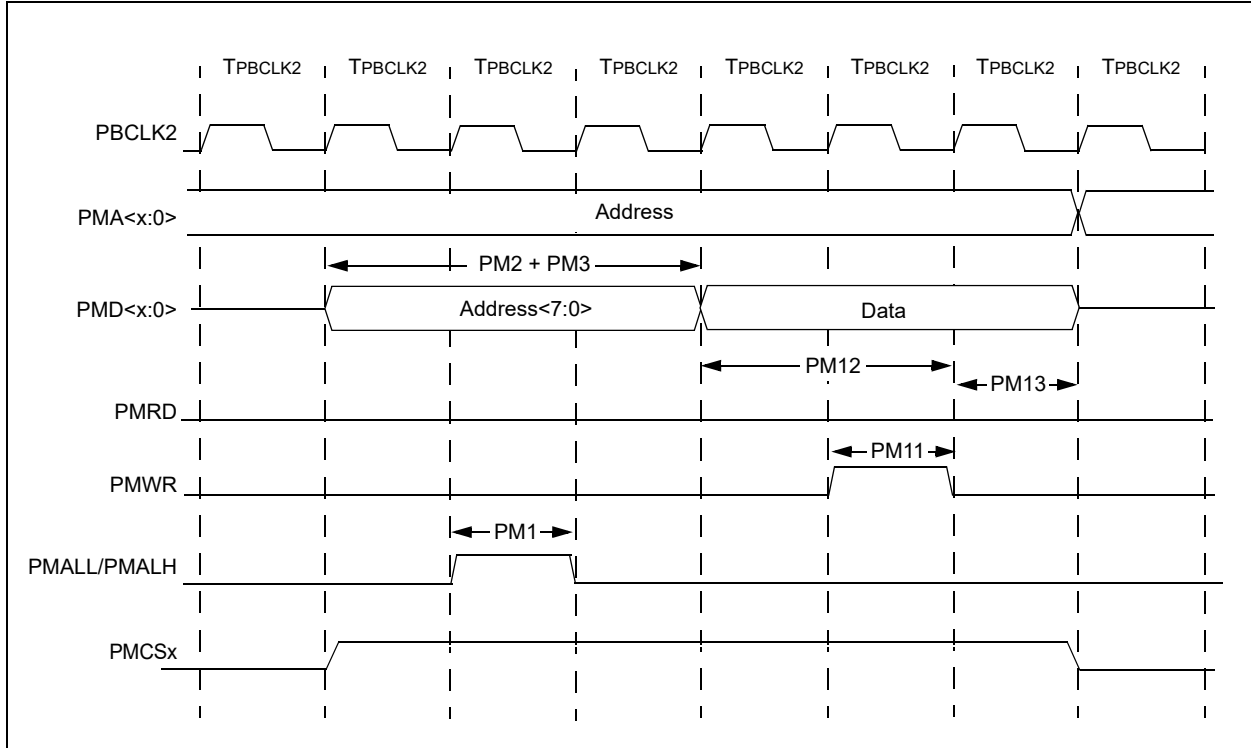 TPBCLK2 TPBCLK2 TPBCLK2 TPBCLK2 TPBCLK2 TPBCLK2 TPBCLK2 TPBCLK2
PBCLK2
PMA<x:0> Address
PM2 + PM3
PMD<x:0> Address<7:0> Data
PM12
PM13
PMRD
PM11
PMWR
PM1
PMALL/PMALH
PMCSx